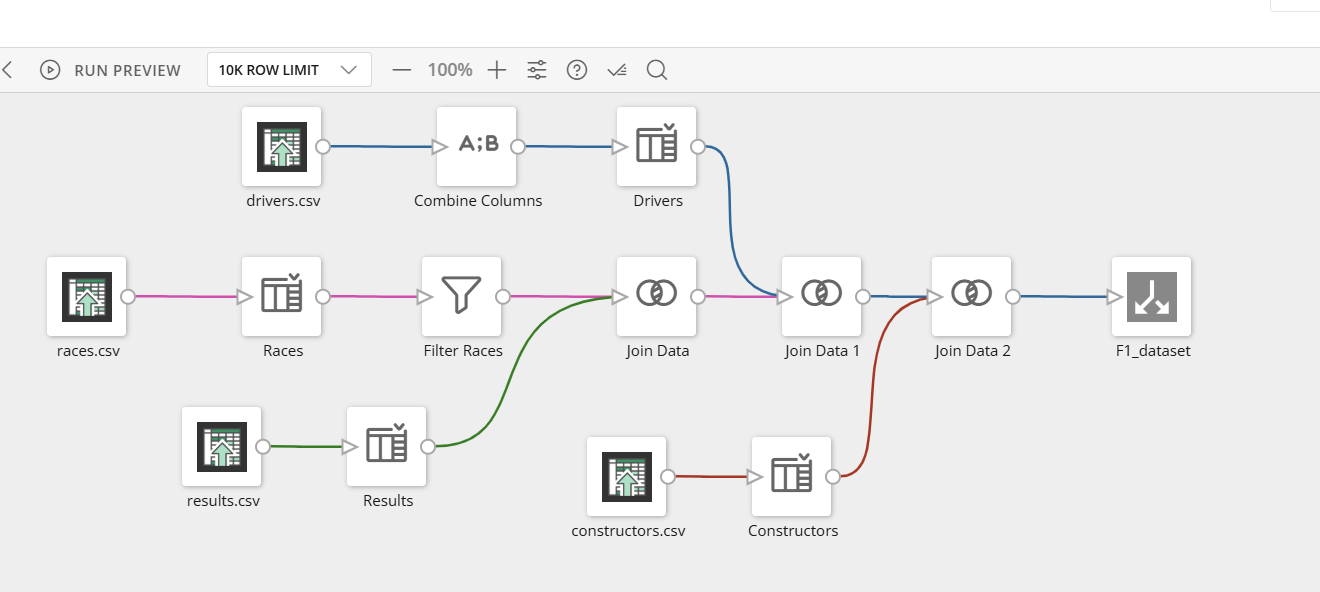 RUN PREVIEW
10K ROW LIMIT
100%
A;B
drivers.csv
Combine Columns
Drivers
races.csv
Races
Filter Races
Join Data
Join Data 1
Join Data 2
F1_dataset
results.csv
Results
constructors.csv
Constructors